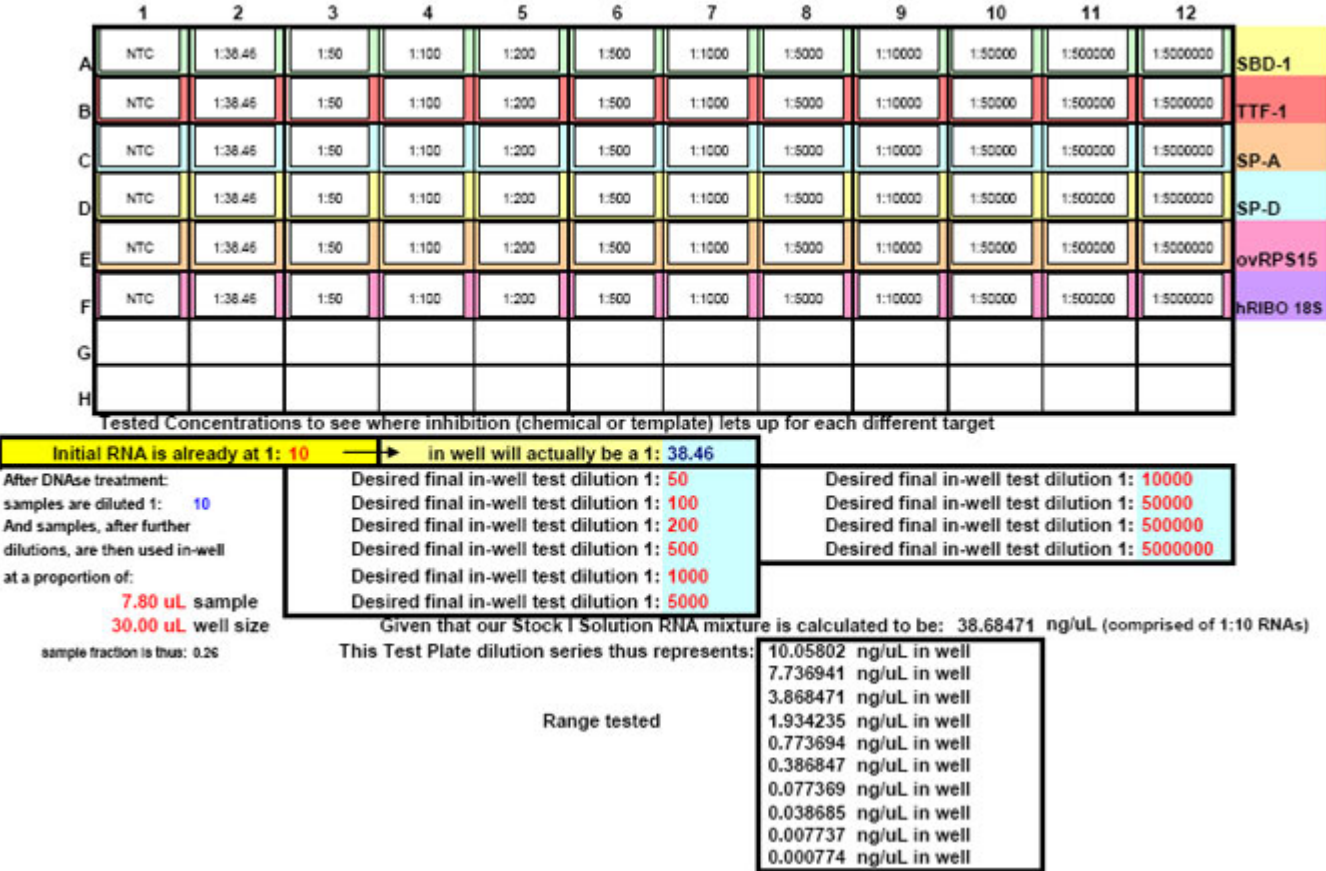 1 2 3 4 5 6 7 8 9 10 11 12
A NTC 1:38.46 1:50 1:100 1:200 1:500 1:1000 1:5000 1:10000 1:50000 1:500000 1:5000000 SBD-1
B NTC 1:38.46 1:50 1:100 1:200 1:500 1:1000 1:5000 1:10000 1:50000 1:500000 1:5000000 TTF-1
C NTC 1:38.46 1:50 1:100 1:200 1:500 1:1000 1:5000 1:10000 1:50000 1:500000 1:5000000 SP-A
D NTC 1:38.46 1:50 1:100 1:200 1:500 1:1000 1:5000 1:10000 1:50000 1:500000 1:5000000 SP-D
E NTC 1:38.46 1:50 1:100 1:200 1:500 1:1000 1:5000 1:10000 1:50000 1:500000 1:5000000 ovRPS15
F NTC 1:38.46 1:50 1:100 1:200 1:500 1:1000 1:5000 1:10000 1:50000 1:500000 1:5000000 hRIBO 18S
G
H
Tested Concentrations to see where inhibition (chemical or template) lets up for each different target
Initial RNA is already at 1: 10 → in well will actually be a 1: 38.46
After DNAse treatment: Desired final in-well test dilution 1: 50 Desired final in-well test dilution 1: 10000
samples are diluted 1: 10 Desired final in-well test dilution 1: 100 Desired final in-well test dilution 1: 50000
And samples, after further Desired final in-well test dilution 1: 200 Desired final in-well test dilution 1: 500000
dilutions, are then used in-well Desired final in-well test dilution 1: 500 Desired final in-well test dilution 1: 5000000
at a proportion of: Desired final in-well test dilution 1: 1000
7.80 uL sample Desired final in-well test dilution 1: 5000
30.00 uL well size Given that our Stock I Solution RNA mixture is calculated to be: 38.68471 ng/uL (comprised of 1:10 RNAs)
sample fraction is thus: 0.26 This Test Plate dilution series thus represents: 10.05802 ng/uL in well
7.736941 ng/uL in well
3.868471 ng/uL in well
Range tested 1.934235 ng/uL in well
0.773694 ng/uL in well
0.386847 ng/uL in well
0.077369 ng/uL in well
0.038685 ng/uL in well
0.007737 ng/uL in well
0.000774 ng/uL in well